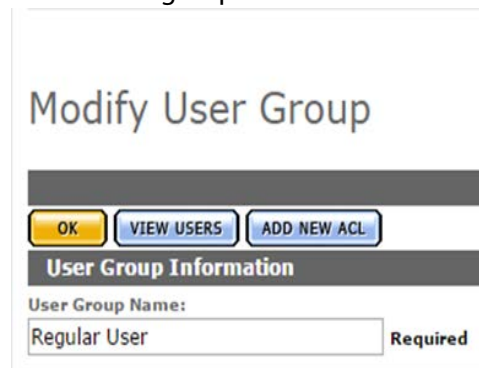 Modify User Group
OK VIEW USERS ADD NEW ACL
User Group Information
User Group Name:
Regular User Required